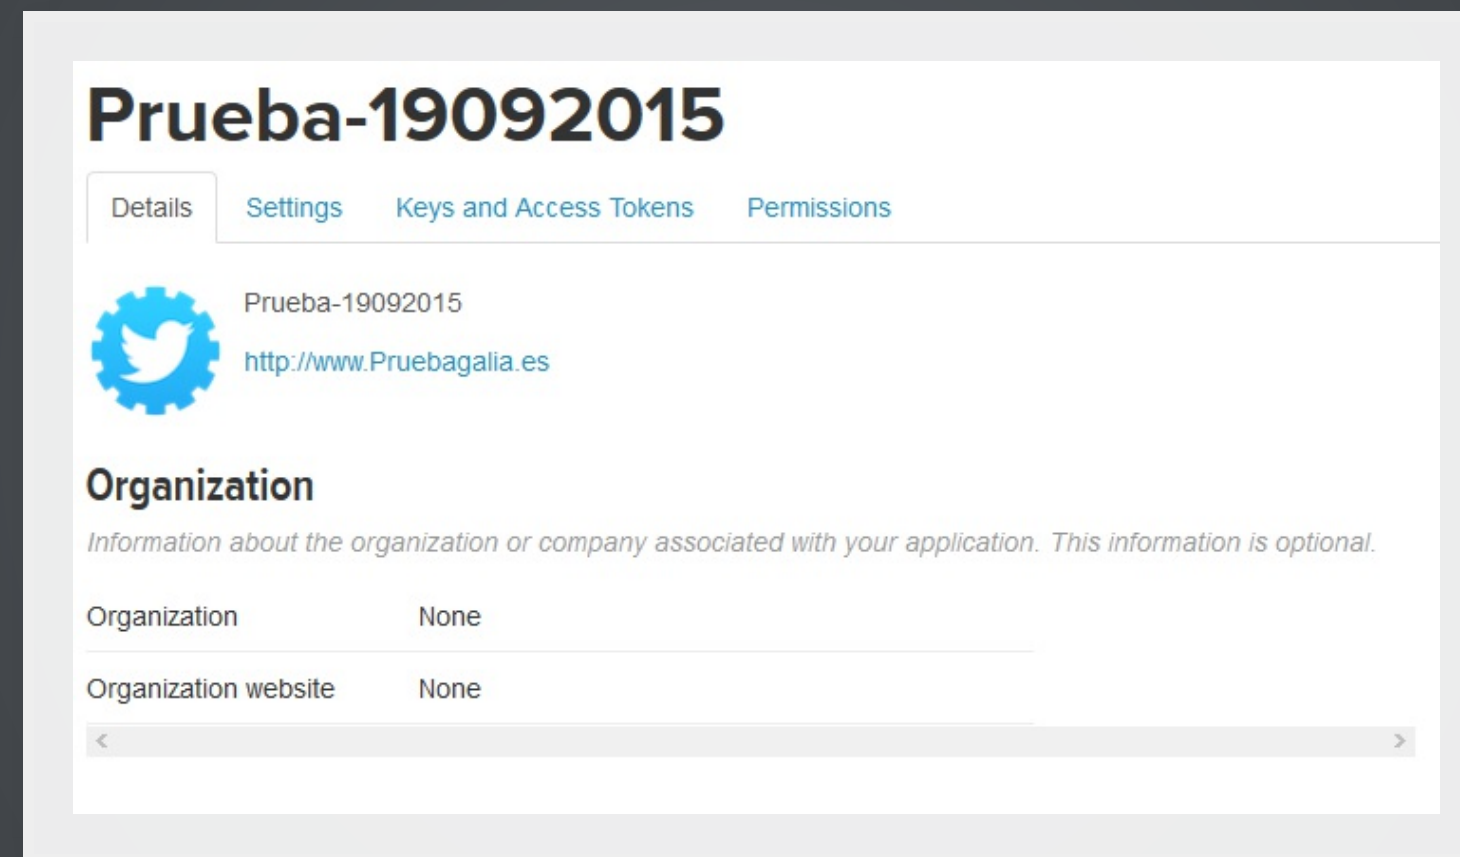 Prueba-19092015
Details Settings Keys and Access Tokens Permissions
Prueba-19092015
http://www.Pruebagalia.es
Organization
Information about the organization or company associated with your application. This information is optional.
Organization None
Organization website None